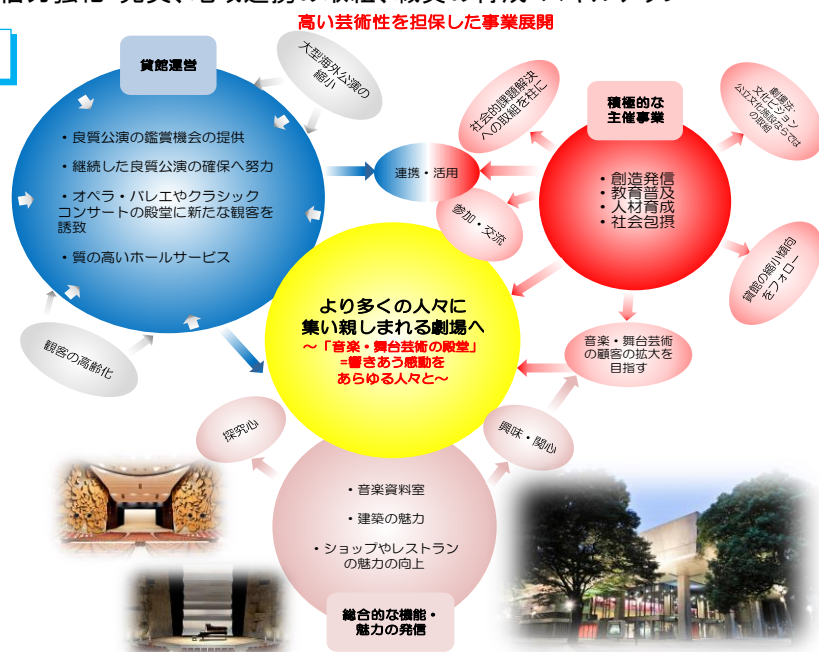 高い芸術性を担保した事業展開
貸館運営
大型海外公演の
縮小
・良質公演の鑑賞機会の提供
・継続した良質公演の確保へ努力
・オペラ・バレエやクラシック
コンサートの殿堂に新たな観客を
誘致
・質の高いホールサービス
観客の高齢化
連携・活用
社会的課題解決
への取組を柱に
積極的な
主催事業
劇場法・
文化ビジョン
公立文化施設ならでは
の取組
・創造発信
・教育普及
・人材育成
・社会包摂
参加・交流
貸館の縮小傾向
をフォロー
より多くの人々に
集い親しまれる劇場へ
～「音楽・舞台芸術の殿堂」
=響きあう感動を
あらゆる人々と～
音楽・舞台芸術
の顧客の拡大を
目指す
探究心
興味・関心
・音楽資料室
・建築の魅力
・ショップやレストラン
の魅力の向上
総合的な機能・
魅力の発信